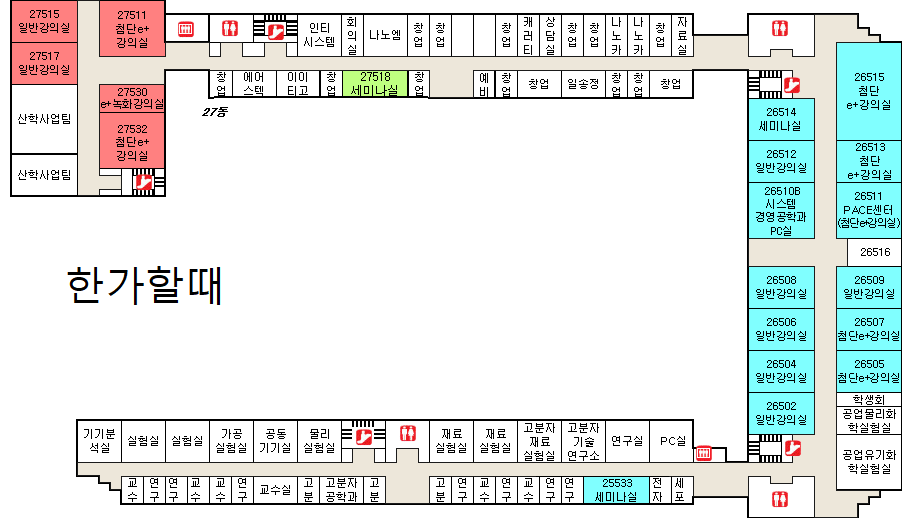 27515
일반강의실
27511
첨단e+
강의실
27517
일반강의실
산학사업팀
27530
e+녹화강의실
27532
첨단e+
강의실
산학사업팀
인티
시스템
회
의
실
나노엠
창
업
창
업
창
업
캐
러
티
상
담
실
창
업
창
업
나
노
카
나
노
카
창
업
자
료
실
창
업
에어
스텍
이이
티고
창
업
27518
세미나실
창
업
예
비
창
업
창업
일송정
창
업
창
업
창업
27동
26515
첨단
e+강의실
26514
세미나실
26513
첨단
e+강의실
26512
일반강의실
26510B
시스템
경영공학과
PC실
26511
PACE센터
(첨단e+강의실)
26516
한가할때
26508
일반강의실
26509
일반강의실
26506
일반강의실
26507
첨단e+강의실
26504
일반강의실
26505
첨단e+강의실
26502
일반강의실
학생회
공업물리화
학실험실
공업유기화
학실험실
기기분
석실
실험실
실험실
가공
실험실
공동
기기실
물리
실험실
재료
실험실
재료
실험실
고분자
재료
실험실
고분자
기술
연구소
연구실
PC실
교
수
연
구
연
구
교
수
교
수
연
구
교수실
고
분
고분자
공학과
고
분
고
분
연
구
교
수
교
수
연
구
연
구
25533
세미나실
전
자
세
포